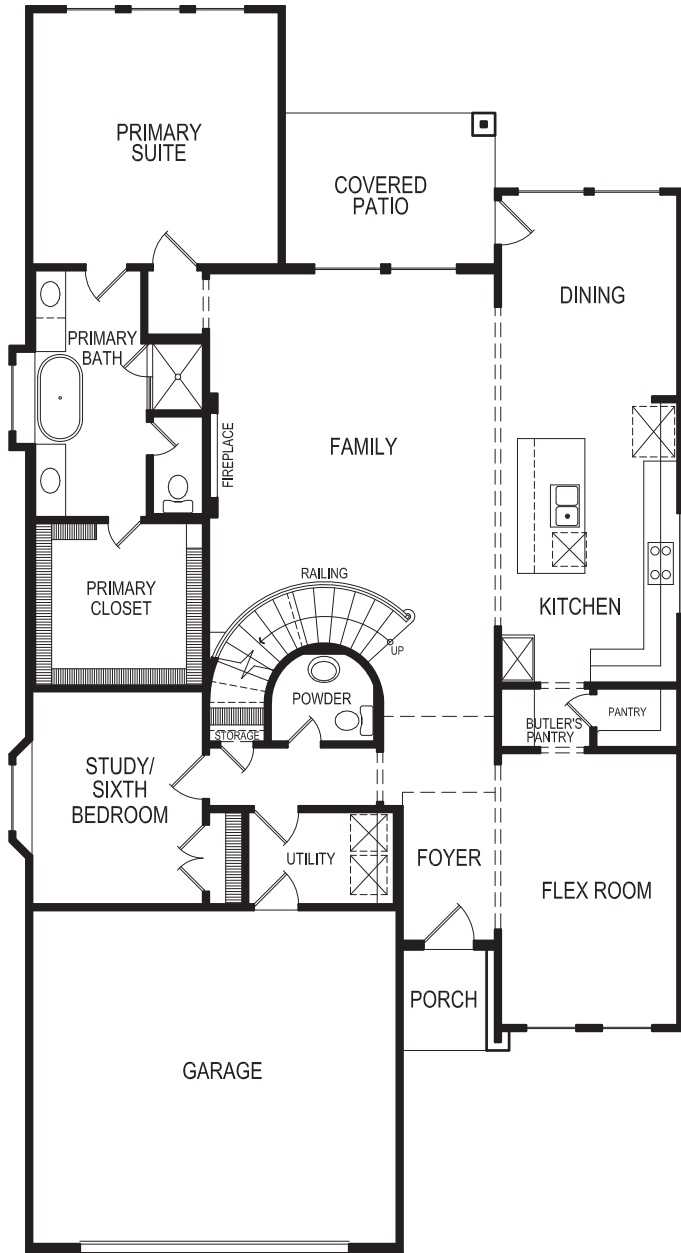 PRIMARY
SUITE
COVERED
PATIO
DINING
PRIMARY
BATH
FIREPLACE
FAMILY
RAILING
PRIMARY
CLOSET
KITCHEN
UP
POWDER
STORAGE
BUTLER'S
PANTRY
PANTRY
STUDY/
SIXTH
BEDROOM
UTILITY
FOYER
FLEX ROOM
PORCH
GARAGE